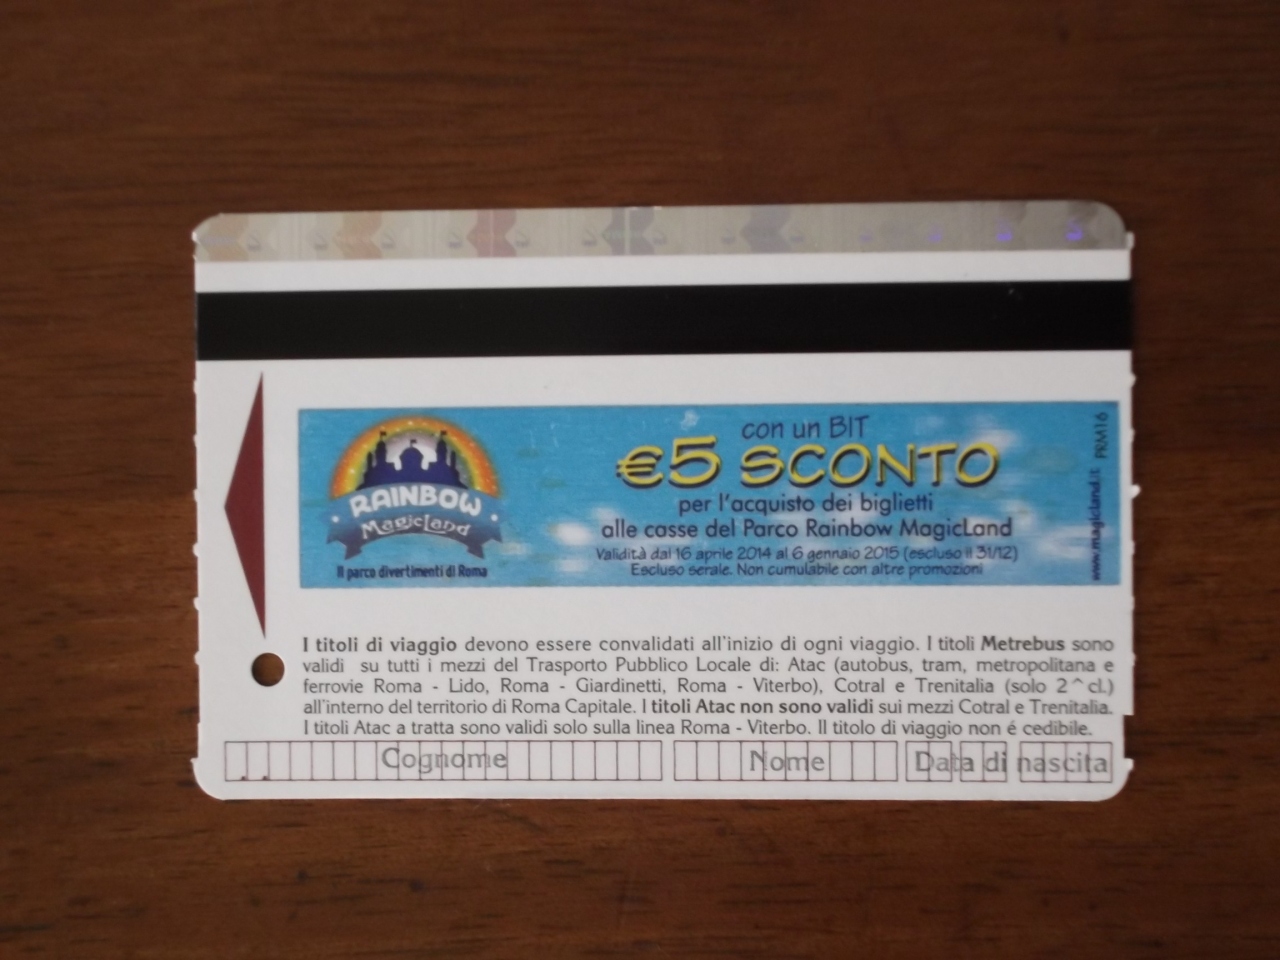 con un BIT
€5 SCONTO
per l'acquisto dei biglietti
alle casse del Parco Rainbow MagicLand
Validità dal 16 aprile 2014 al 6 gennaio 2015 (escluso il 31/12)
Escluso serale. Non cumulabile con altre promozioni
RAINBOW
MagicLand
Il parco divertimenti di Roma
www.magicland.it PRM16
I titoli di viaggio devono essere convalidati all'inizio di ogni viaggio. I titoli Metrebus sono
validi su tutti i mezzi del Trasporto Pubblico Locale di: Atac (autobus, tram, metropolitana e
ferrovie Roma - Lido, Roma - Giardinetti, Roma - Viterbo), Cotral e Trenitalia (solo 2^cl.)
all'interno del territorio di Roma Capitale. I titoli Atac non sono validi sui mezzi Cotral e Trenitalia.
I titoli Atac a tratta sono validi solo sulla linea Roma - Viterbo. Il titolo di viaggio non é cedibile.
Cognome Nome Data di nascita